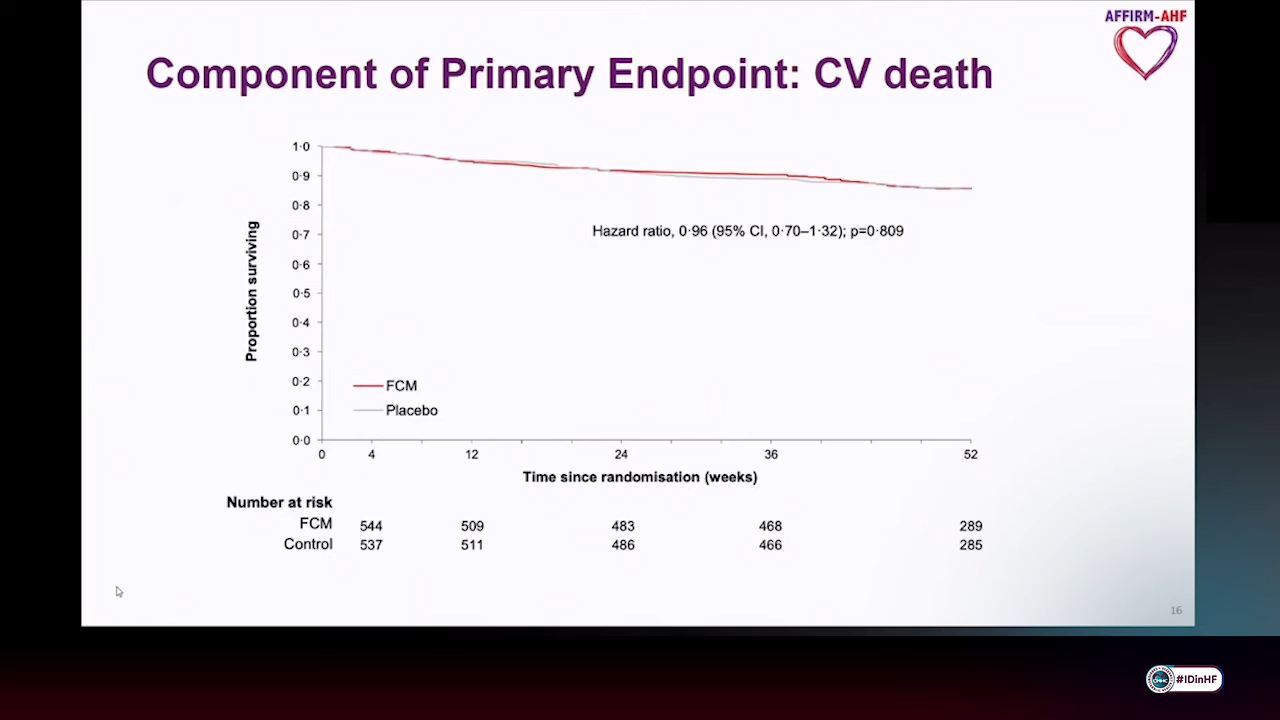 AFFIRM-AHF
Component of Primary Endpoint: CV death
1·0
0·9
0·8
0·7
0·6
0·5
0·4
0·3
0·2
0·1
0·0
Proportion surviving
Hazard ratio, 0·96 (95% CI, 0·70–1·32); p=0·809
FCM
Placebo
0 4 12 24 36 52
Time since randomisation (weeks)
Number at risk
FCM 544 509 483 468 289
Control 537 511 486 466 285
16
#IDinHF